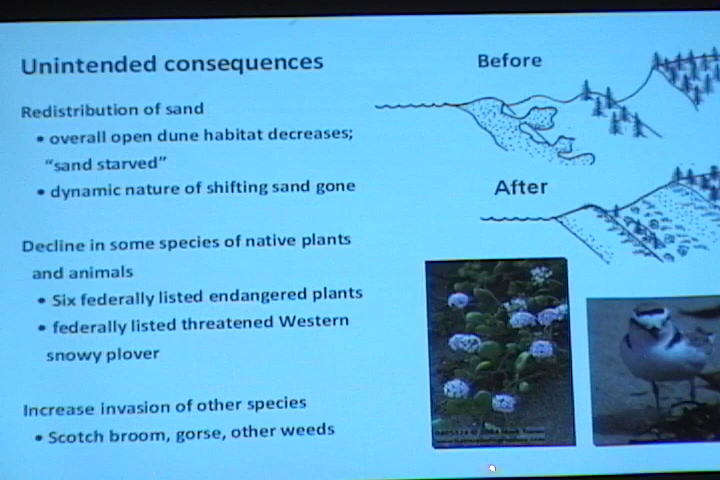 Unintended consequences
Redistribution of sand
• overall open dune habitat decreases;
"sand starved"
• dynamic nature of shifting sand gone
Decline in some species of native plants
and animals
• Six federally listed endangered plants
• federally listed threatened Western
snowy plover
Increase invasion of other species
• Scotch broom, gorse, other weeds
Before
After